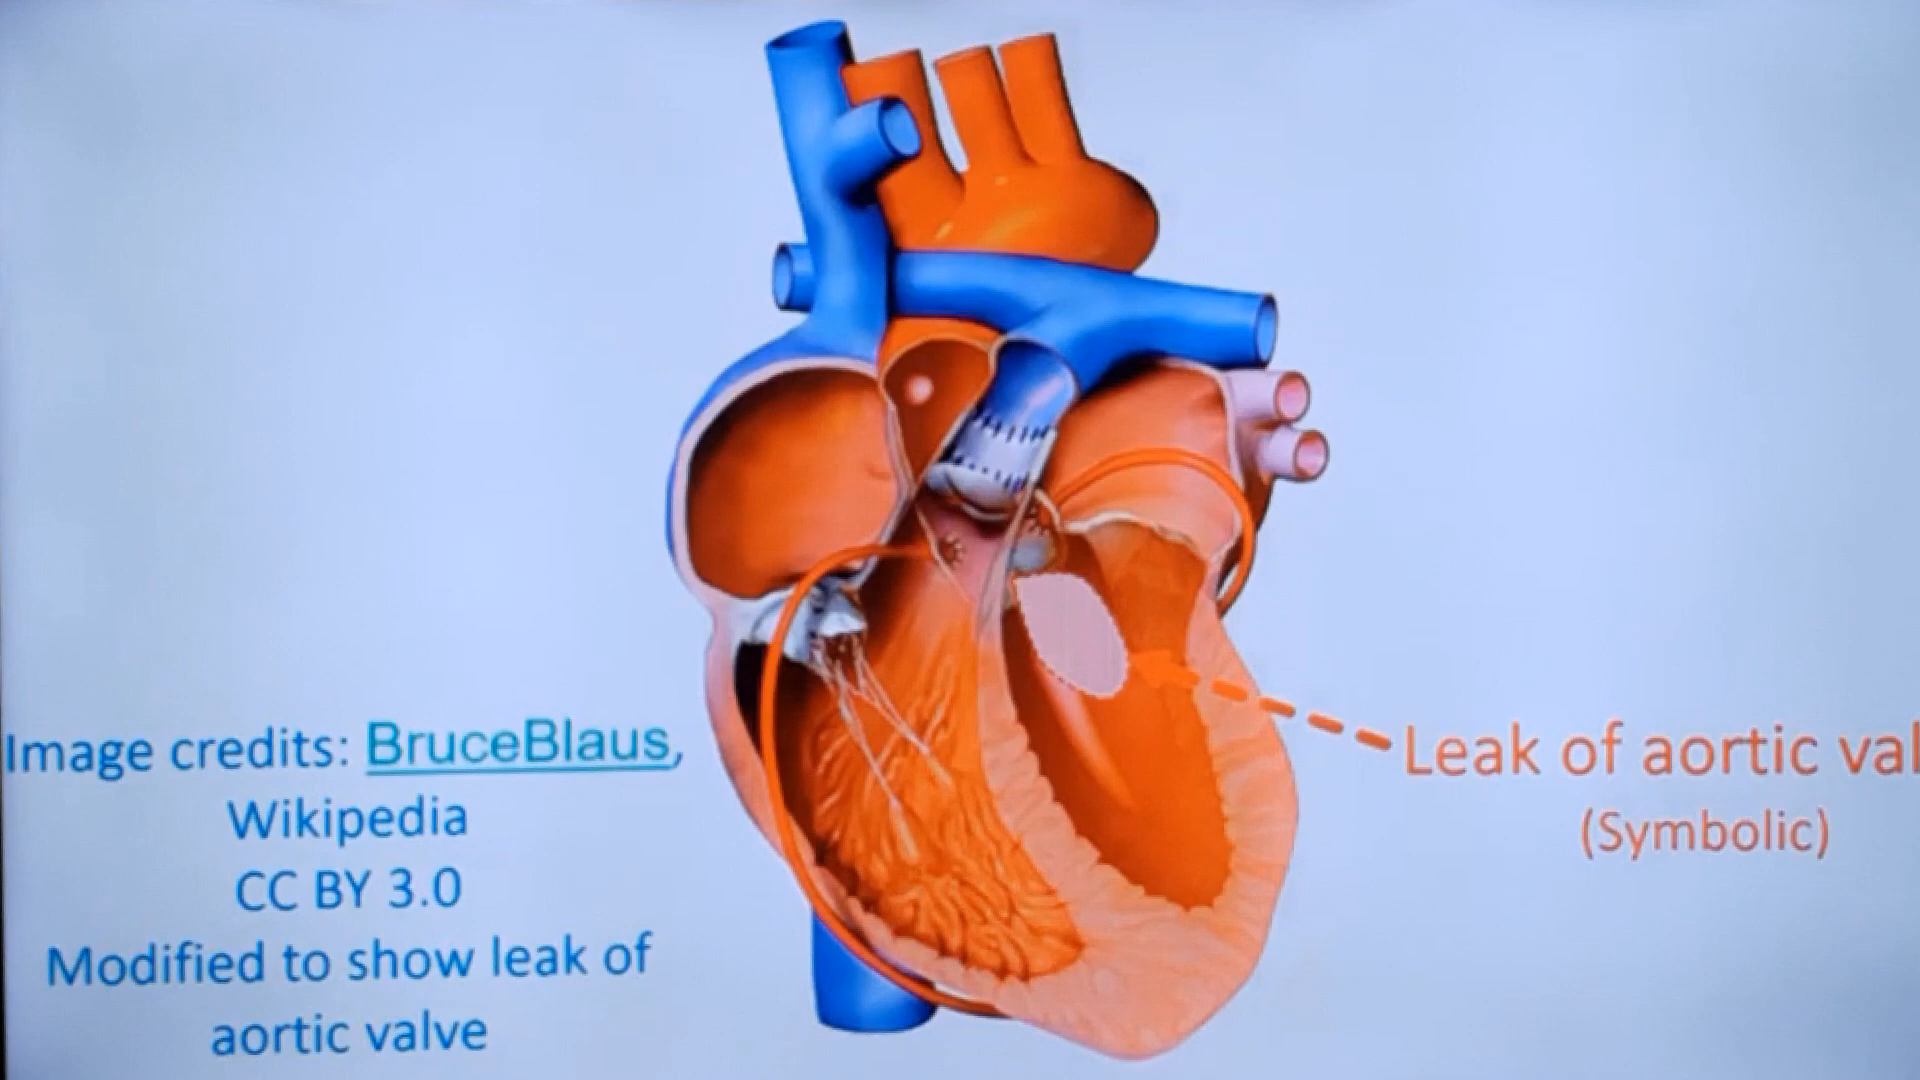 Image credits: BruceBlaus,
Wikipedia
CC BY 3.0
Modified to show leak of
aortic valve
Leak of aortic val
(Symbolic)